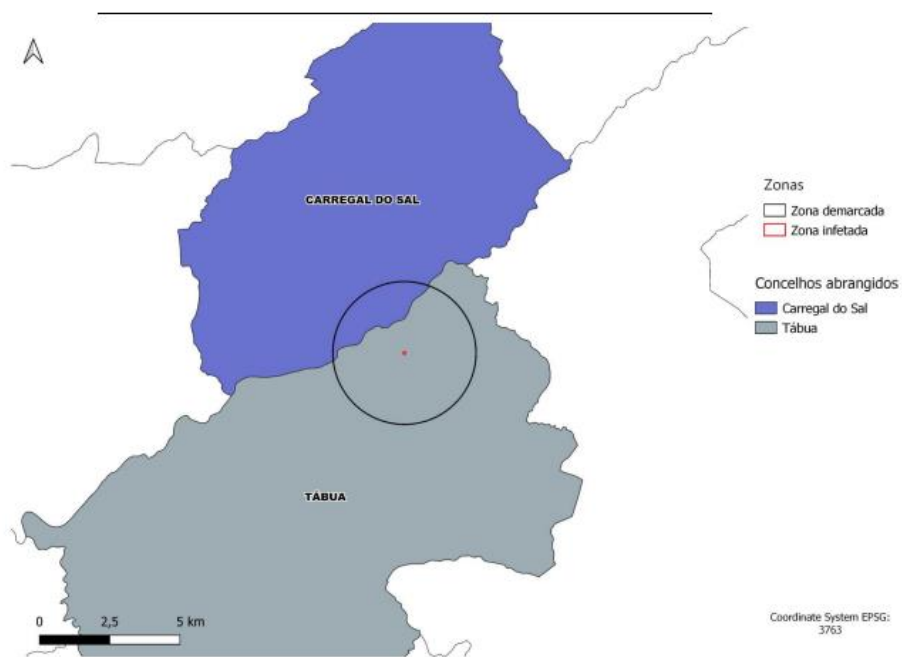 CARREGAL DO SAL
TÁBUA
Zonas
Zona demarcada
Zona infetada
Concelhos abrangidos
Carregal do Sal
Tábua
0 2,5 5 km
Coordinate System EPSG:
3763